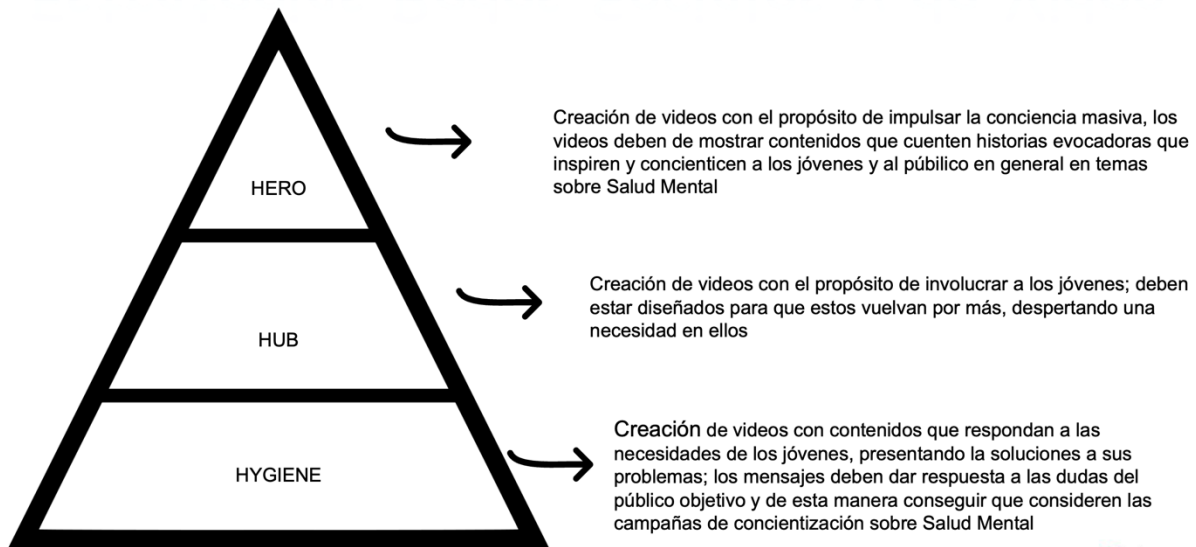 HERO
Creación de videos con el propósito de impulsar la conciencia masiva, los
videos deben de mostrar contenidos que cuenten historias evocadoras que
inspiren y concienticen a los jóvenes y al púbilico en general en temas
sobre Salud Mental
HUB
Creación de videos con el propósito de involucrar a los jóvenes; deben
estar diseñados para que estos vuelvan por más, despertando una
necesidad en ellos
HYGIENE
Creación de videos con contenidos que respondan a las
necesidades de los jóvenes, presentando la soluciones a sus
problemas; los mensajes deben dar respuesta a las dudas del
público objetivo y de esta manera conseguir que consideren las
campañas de concientización sobre Salud Mental